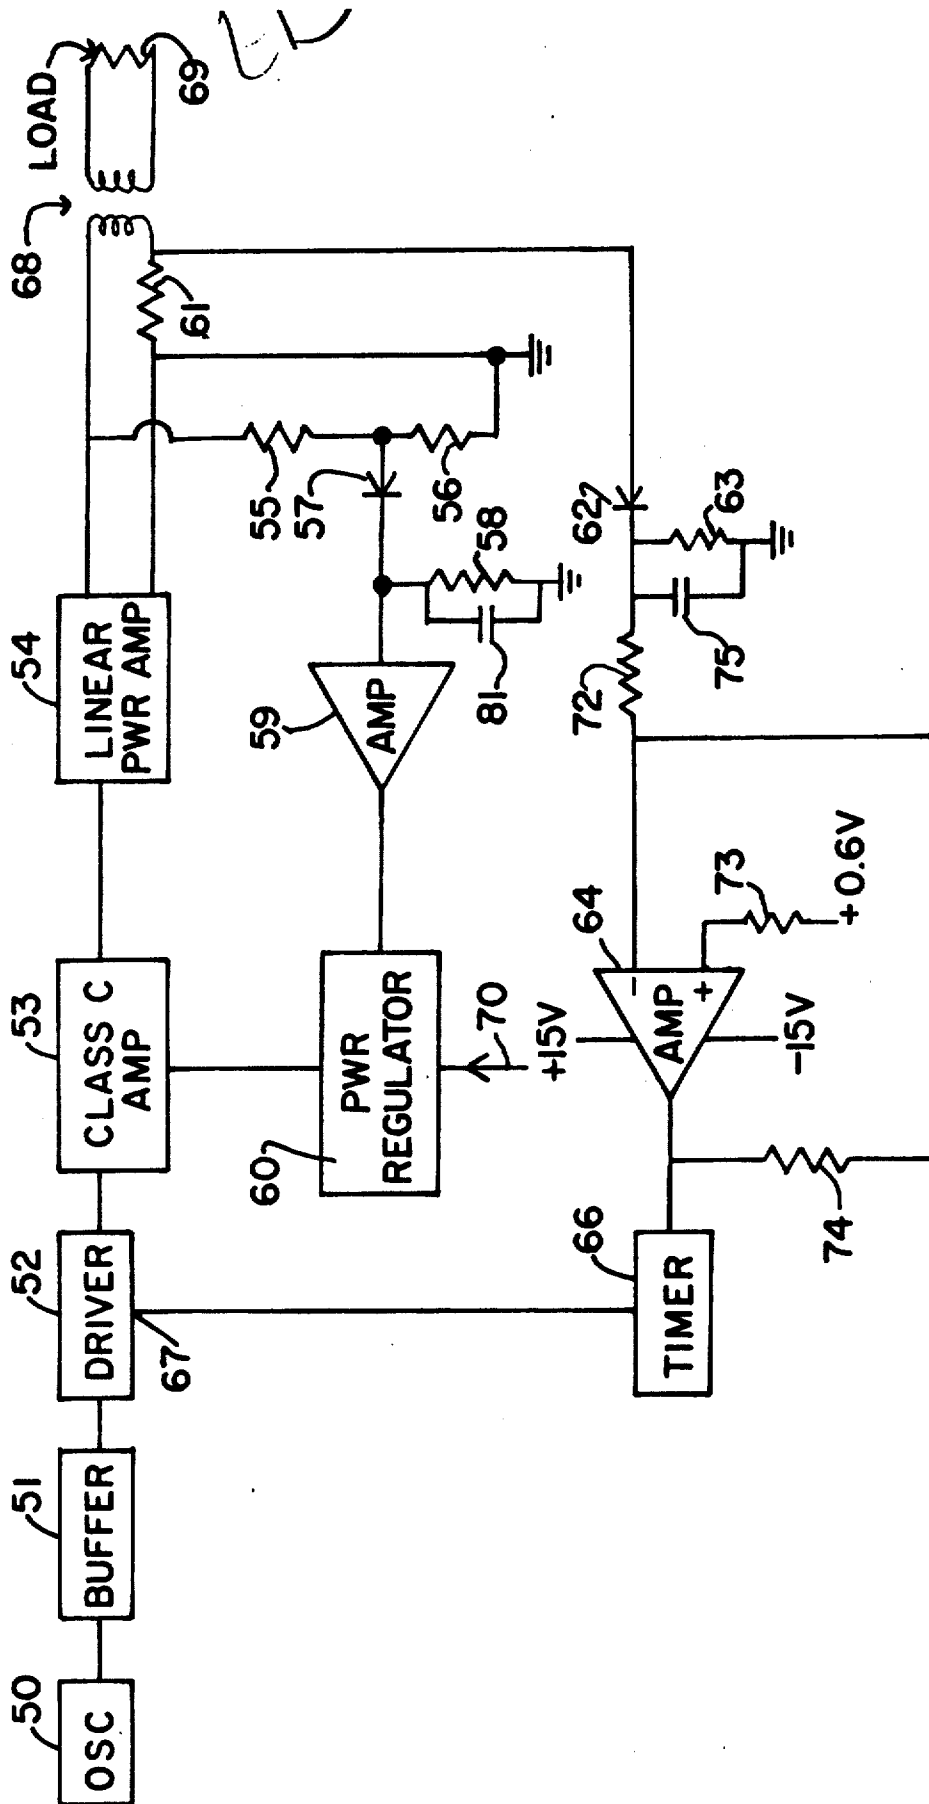 68
LOAD
69
61
54
LINEAR
PWR AMP
55
57
56
58
81
59
AMP
62
63
75
72
53
CLASS C
AMP
60
PWR
REGULATOR
70
64
-
+
AMP
+15V
-15V
73
+0.6V
74
52
DRIVER
67
66
TIMER
51
BUFFER
50
OSC